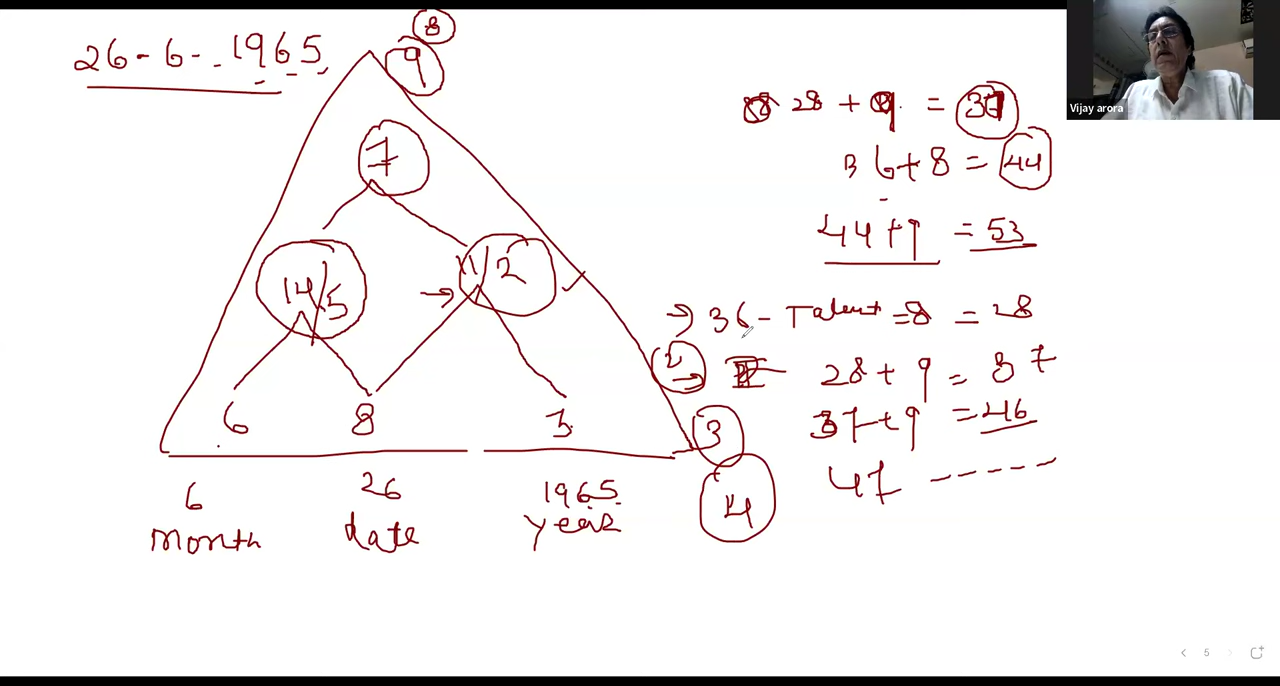 26 - 6 - 1965
8
9
7
14/5
11/2
6 8 3
6 26 1965
month date year
28 + 9 = 37
36 + 8 = 44
44 + 9 = 53
→ 36 - Talent = 8 = 28
2 → 28 + 9 = 37
3 37 + 9 = 46
4 47 -----
Vijay arora
5